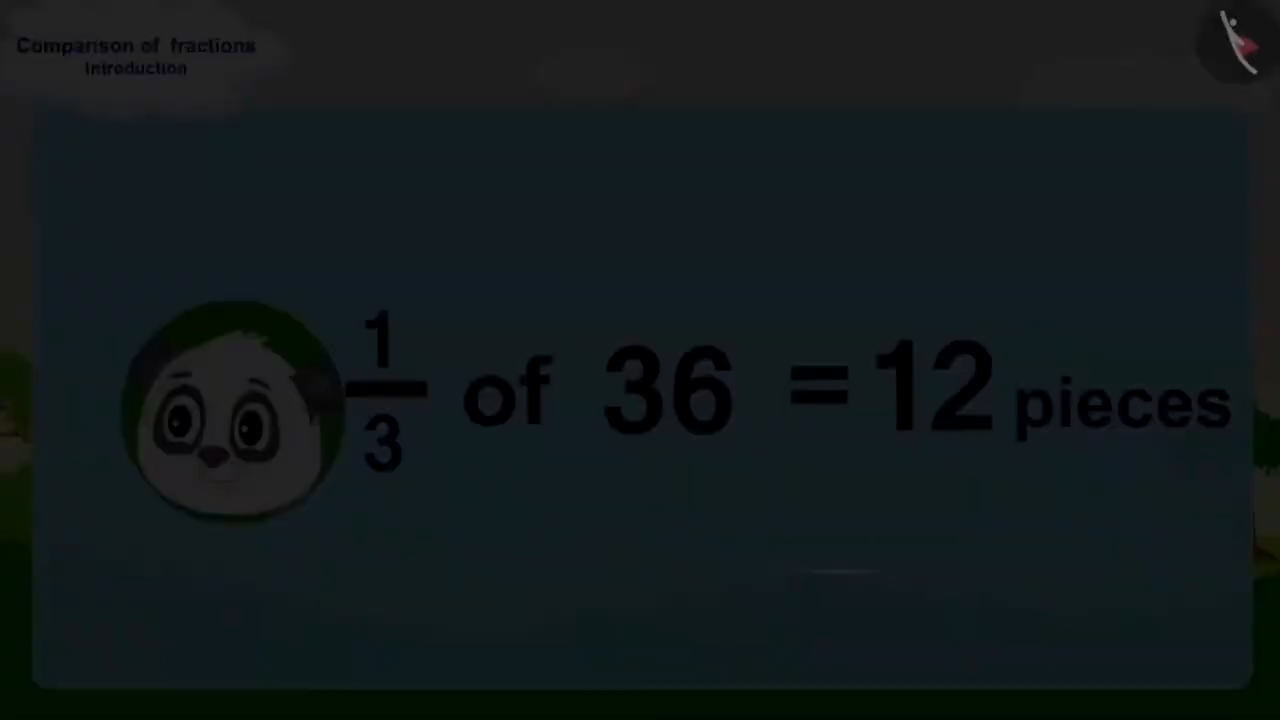 Comparison of fractions
Introduction
1/3 of 36 = 12 pieces